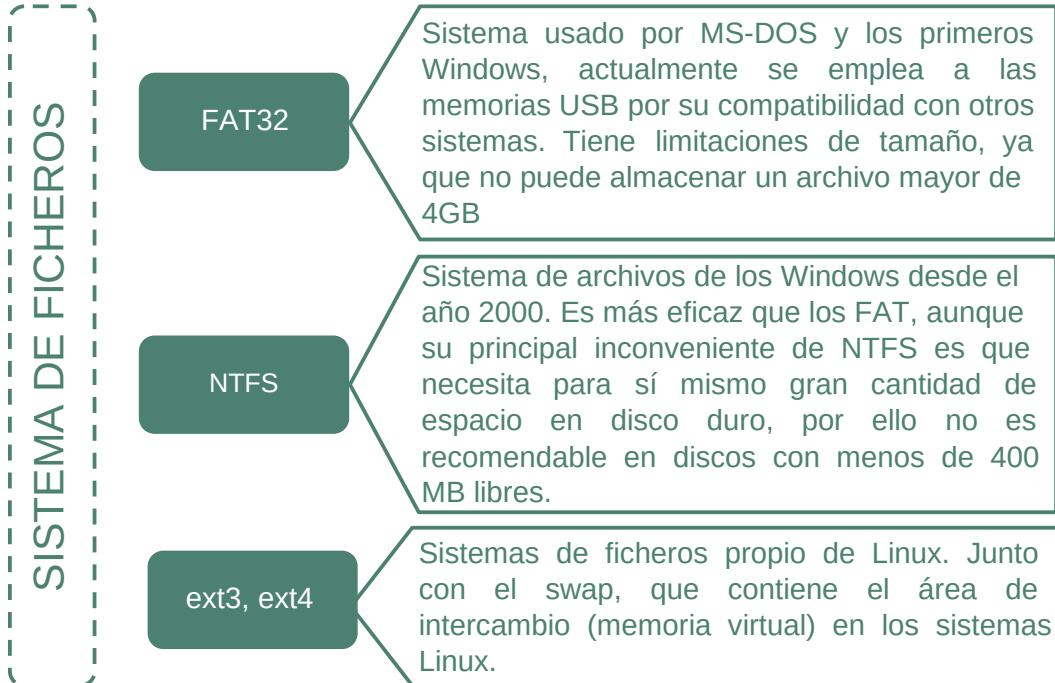 SISTEMA DE FICHEROS
FAT32
Sistema usado por MS-DOS y los primeros
Windows, actualmente se emplea a las
memorias USB por su compatibilidad con otros
sistemas. Tiene limitaciones de tamaño, ya
que no puede almacenar un archivo mayor de
4GB
NTFS
Sistema de archivos de los Windows desde el
año 2000. Es más eficaz que los FAT, aunque
su principal inconveniente de NTFS es que
necesita para sí mismo gran cantidad de
espacio en disco duro, por ello no es
recomendable en discos con menos de 400
MB libres.
ext3, ext4
Sistemas de ficheros propio de Linux. Junto
con el swap, que contiene el área de
intercambio (memoria virtual) en los sistemas
Linux.